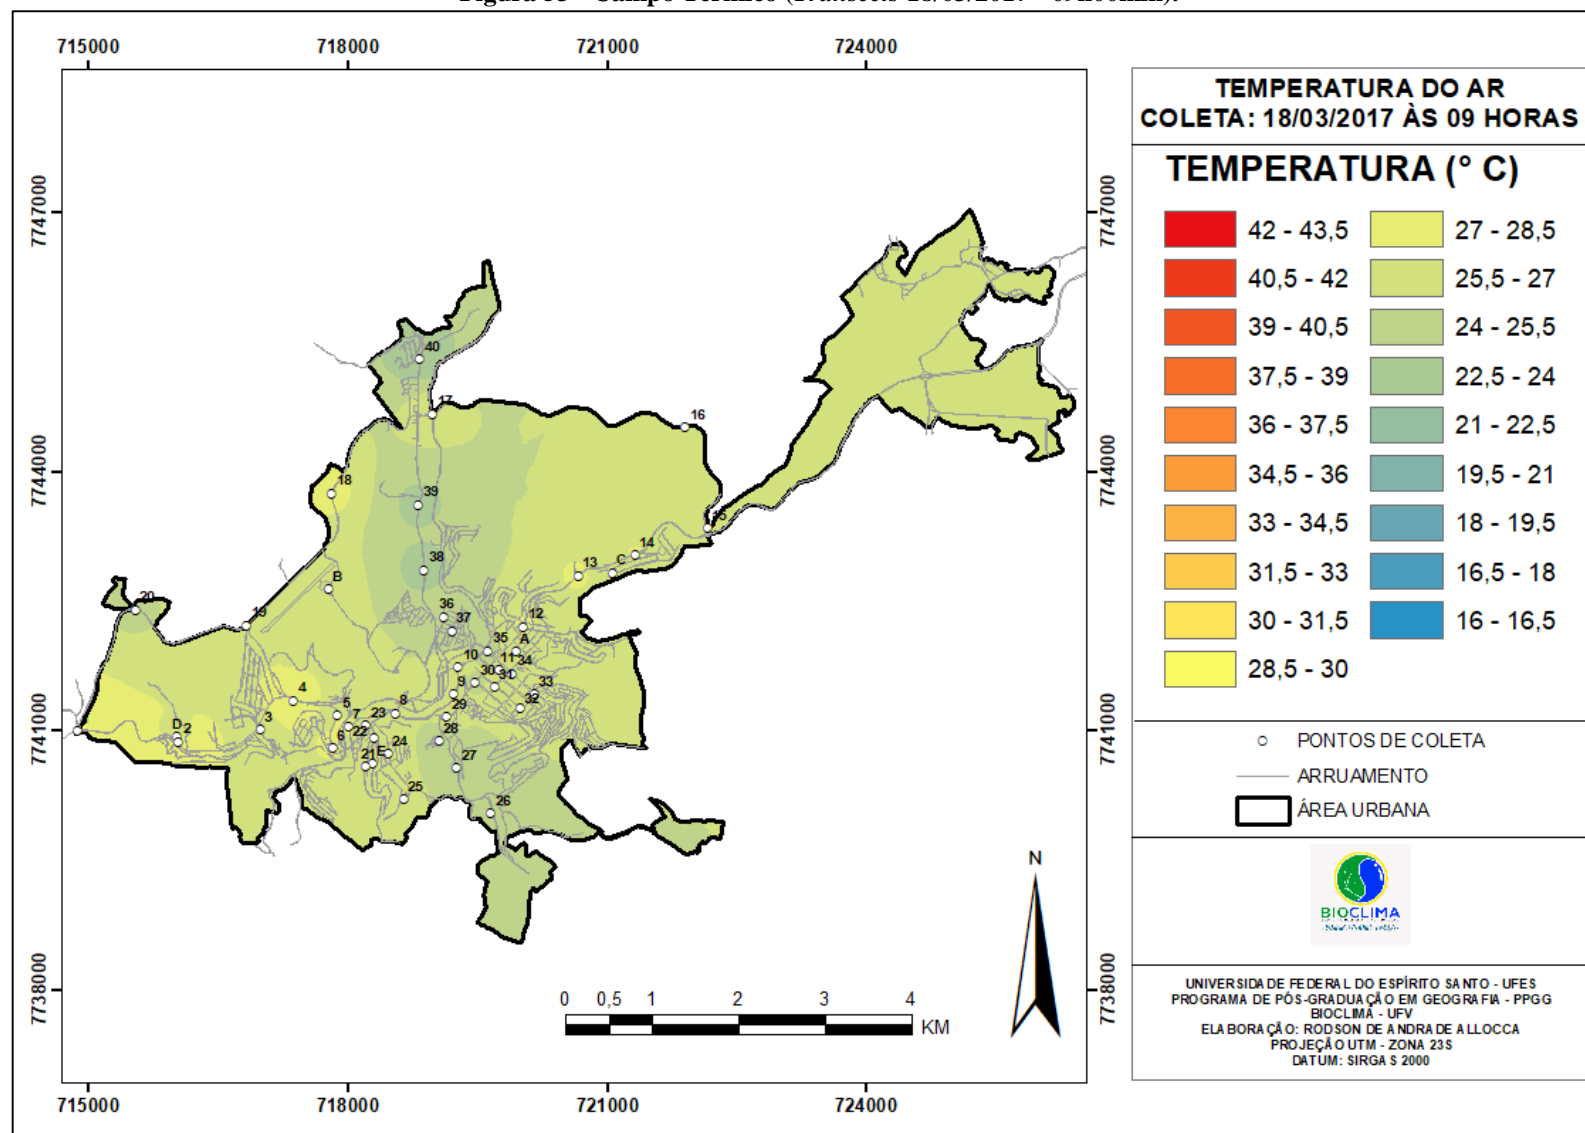 715000 718000 721000 724000
7747000 7747000
7744000 7744000
7741000 7741000
7738000 7738000
40
17
16
18
39
15
14
38
13 C
B
20
36
19
37
12
35 A
10 11 34
30 31
4
9
33
5 8
32
7 23 29
D 2
3
22
28
6
24
21 E
27
25
26
N
0 0,5 1 2 3 4
KM
715000 718000 721000 724000
TEMPERATURA DO AR
COLETA: 18/03/2017 ÀS 09 HORAS
TEMPERATURA (° C)
42 - 43,5 27 - 28,5
40,5 - 42 25,5 - 27
39 - 40,5 24 - 25,5
37,5 - 39 22,5 - 24
36 - 37,5 21 - 22,5
34,5 - 36 19,5 - 21
33 - 34,5 18 - 19,5
31,5 - 33 16,5 - 18
30 - 31,5 16 - 16,5
28,5 - 30
PONTOS DE COLETA
ARRUAMENTO
ÁREA URBANA
BIOCLIMA
UNIVERSIDADE FEDERAL DO ESPÍRITO SANTO - UFES
PROGRAMA DE PÓS-GRADUAÇÃO EM GEOGRAFIA - PPGG
BIOCLIMA - UFV
ELABORAÇÃO: RODSON DE ANDRADE ALLOCCA
PROJEÇÃO UTM - ZONA 23S
DATUM: SIRGAS 2000